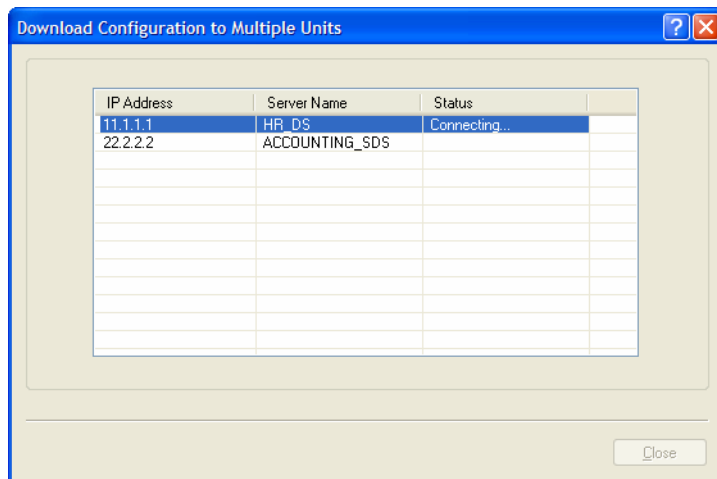 Download Configuration to Multiple Units ?
IP Address Server Name Status
11.1.1.1 HR_DS Connecting...
22.2.2.2 ACCOUNTING_SDS
Close